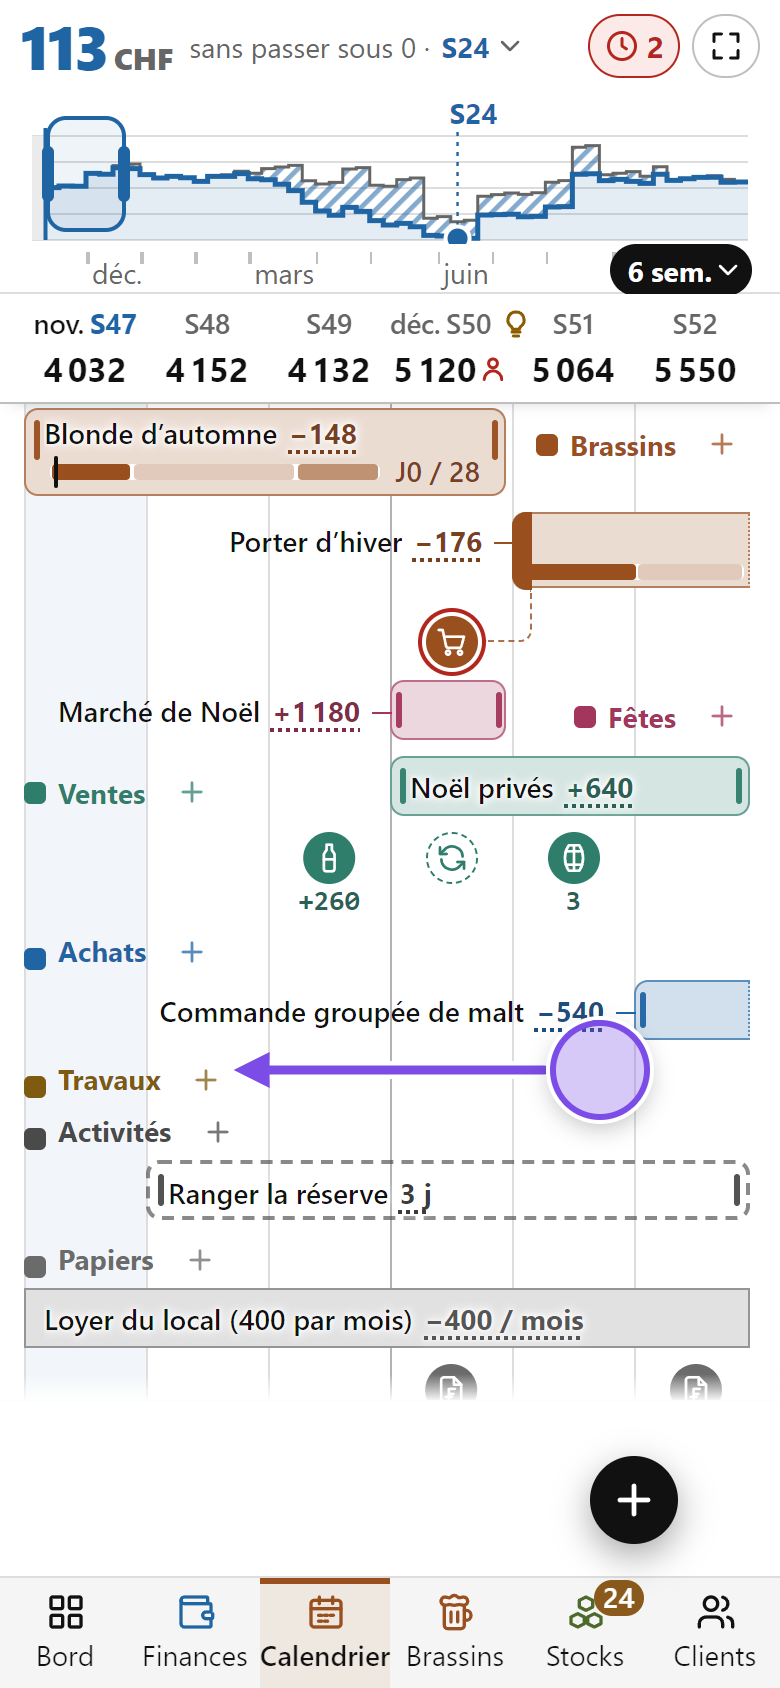 113 CHF sans passer sous 0 · S24
2
S24
déc. mars juin
6 sem.
nov. S47 S48 S49 déc. S50 S51 S52
4 032 4 152 4 132 5 120 5 064 5 550
Blonde d’automne −148
J0 / 28
Brassins +
Porter d’hiver −176
Marché de Noël +1 180
Fêtes +
Noël privés +640
Ventes +
+260 3
Achats +
Commande groupée de malt −540
Travaux +
Activités +
Ranger la réserve 3 j
Papiers +
Loyer du local (400 par mois) −400 / mois
+
24
Bord Finances Calendrier Brassins Stocks Clients